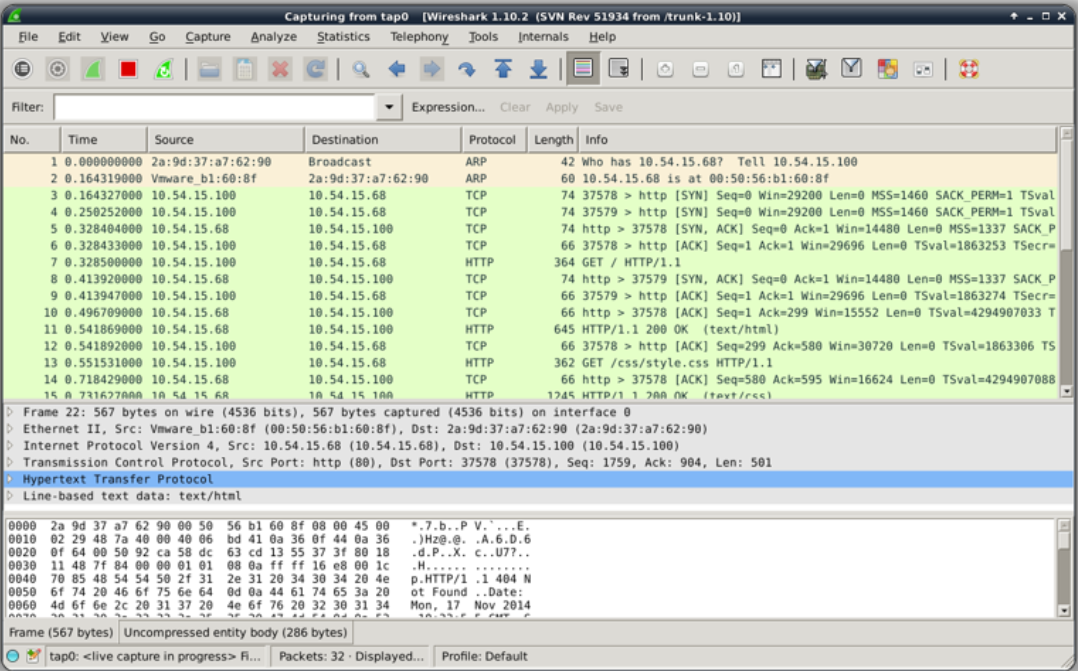 Capturing from tap0 [Wireshark 1.10.2 (SVN Rev 51934 from /trunk-1.10)]
File Edit View Go Capture Analyze Statistics Telephony Tools Internals Help
Filter: Expression... Clear Apply Save
No. Time Source Destination Protocol Length Info
1 0.000000000 2a:9d:37:a7:62:90 Broadcast ARP 42 Who has 10.54.15.68? Tell 10.54.15.100
2 0.164319000 Vmware_b1:60:8f 2a:9d:37:a7:62:90 ARP 60 10.54.15.68 is at 00:50:56:b1:60:8f
3 0.164327000 10.54.15.100 10.54.15.68 TCP 74 37578 > http [SYN] Seq=0 Win=29200 Len=0 MSS=1460 SACK_PERM=1 TSval
4 0.250252000 10.54.15.100 10.54.15.68 TCP 74 37579 > http [SYN] Seq=0 Win=29200 Len=0 MSS=1460 SACK_PERM=1 TSval
5 0.328404000 10.54.15.68 10.54.15.100 TCP 74 http > 37578 [SYN, ACK] Seq=0 Ack=1 Win=14480 Len=0 MSS=1337 SACK_P
6 0.328433000 10.54.15.100 10.54.15.68 TCP 66 37578 > http [ACK] Seq=1 Ack=1 Win=29696 Len=0 TSval=1863253 TSecr=
7 0.328500000 10.54.15.100 10.54.15.68 HTTP 364 GET / HTTP/1.1
8 0.413920000 10.54.15.68 10.54.15.100 TCP 74 http > 37579 [SYN, ACK] Seq=0 Ack=1 Win=14480 Len=0 MSS=1337 SACK_P
9 0.413947000 10.54.15.100 10.54.15.68 TCP 66 37579 > http [ACK] Seq=1 Ack=1 Win=29696 Len=0 TSval=1863274 TSecr=
10 0.496709000 10.54.15.68 10.54.15.100 TCP 66 http > 37578 [ACK] Seq=1 Ack=299 Win=15552 Len=0 TSval=4294907033 T
11 0.541869000 10.54.15.68 10.54.15.100 HTTP 645 HTTP/1.1 200 OK (text/html)
12 0.541892000 10.54.15.100 10.54.15.68 TCP 66 37578 > http [ACK] Seq=299 Ack=580 Win=30720 Len=0 TSval=1863306 TS
13 0.551531000 10.54.15.100 10.54.15.68 HTTP 362 GET /css/style.css HTTP/1.1
14 0.718429000 10.54.15.68 10.54.15.100 TCP 66 http > 37578 [ACK] Seq=580 Ack=595 Win=16624 Len=0 TSval=4294907088
15 0.731627000 10.54.15.68 10.54.15.100 HTTP 1245 HTTP/1.1 200 OK (text/css)
Frame 22: 567 bytes on wire (4536 bits), 567 bytes captured (4536 bits) on interface 0
Ethernet II, Src: Vmware_b1:60:8f (00:50:56:b1:60:8f), Dst: 2a:9d:37:a7:62:90 (2a:9d:37:a7:62:90)
Internet Protocol Version 4, Src: 10.54.15.68 (10.54.15.68), Dst: 10.54.15.100 (10.54.15.100)
Transmission Control Protocol, Src Port: http (80), Dst Port: 37578 (37578), Seq: 1759, Ack: 904, Len: 501
Hypertext Transfer Protocol
Line-based text data: text/html
0000 2a 9d 37 a7 62 90 00 50 56 b1 60 8f 08 00 45 00 *.7.b..P V.`...E.
0010 02 29 48 7a 40 00 40 06 bd 41 0a 36 0f 44 0a 36 .)Hz@.@. .A.6.D.6
0020 0f 64 00 50 92 ca 58 dc 63 cd 13 55 37 3f 80 18 .d.P..X. c..U7?..
0030 11 48 7f 84 00 00 01 01 08 0a ff ff 16 e8 00 1c .H...... ........
0040 70 85 48 54 54 50 2f 31 2e 31 20 34 30 34 20 4e p.HTTP/1 .1 404 N
0050 6f 74 20 46 6f 75 6e 64 0d 0a 44 61 74 65 3a 20 ot Found ..Date:
0060 4d 6f 6e 2c 20 31 37 20 4e 6f 76 20 32 30 31 34 Mon, 17 Nov 2014
Frame (567 bytes) Uncompressed entity body (286 bytes)
tap0: <live capture in progress> Fi... Packets: 32 · Displayed... Profile: Default